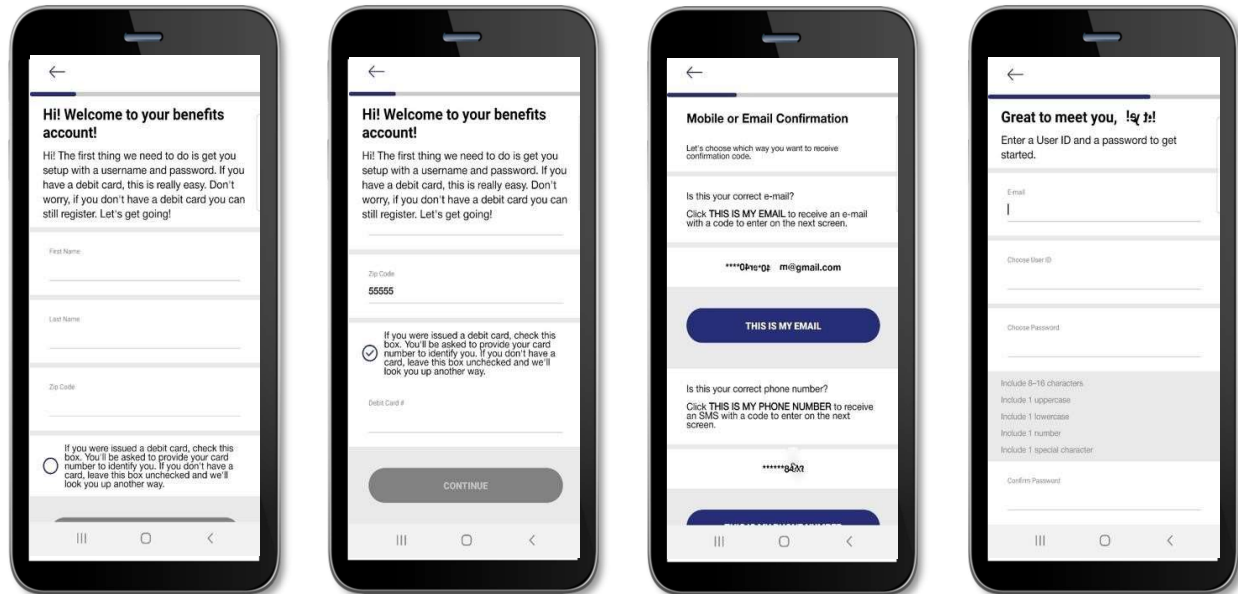 Hi! Welcome to your benefits
account!
Hi! The first thing we need to do is get you
setup with a username and password. If you
have a debit card, this is really easy. Don't
worry, if you don't have a debit card you can
still register. Let's get going!
First Name
Last Name
Zip Code
If you were issued a debit card, check this
box. You'll be asked to provide your card
number to identify you. If you don't have a
card, leave this box unchecked and we'll
look you up another way.
Hi! Welcome to your benefits
account!
Hi! The first thing we need to do is get you
setup with a username and password. If you
have a debit card, this is really easy. Don't
worry, if you don't have a debit card you can
still register. Let's get going!
Zip Code
55555
If you were issued a debit card, check this
box. You'll be asked to provide your card
number to identify you. If you don't have a
card, leave this box unchecked and we'll
look you up another way.
Debit Card #
CONTINUE
Mobile or Email Confirmation
Let's choose which way you want to receive
confirmation code.
Is this your correct e-mail?
Click THIS IS MY EMAIL to receive an e-mail
with a code to enter on the next screen.
m@gmail.com
THIS IS MY EMAIL
Is this your correct phone number?
Click THIS IS MY PHONE NUMBER to receive
an SMS with a code to enter on the next
screen.
THIS IS MY PHONE NUMBER
Great to meet you,
Enter a User ID and a password to get
started.
E-mail
Choose User ID
Choose Password
Include 8-16 characters
Include 1 uppercase
Include 1 lowercase
Include 1 number
Include 1 special character
Confirm Password